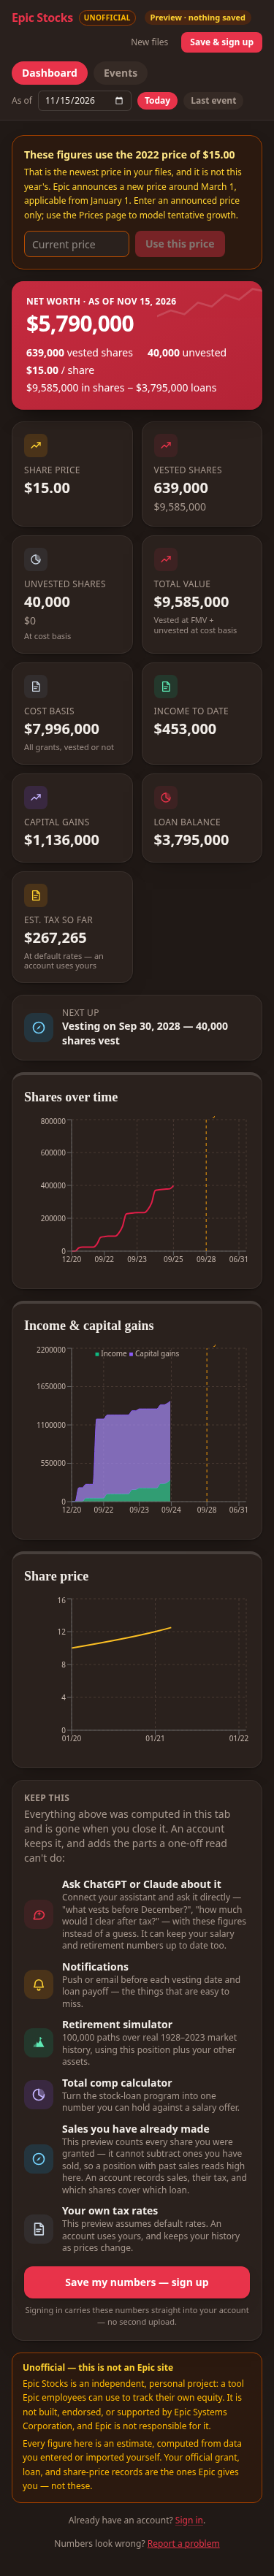 Epic Stocks UNOFFICIAL Preview · nothing saved
New files Save & sign up
Dashboard Events
As of 11/15/2026 Today Last event
These figures use the 2022 price of $15.00
That is the newest price in your files, and it is not this
year's. Epic announces a new price around March 1,
applicable from January 1. Enter an announced price
only; use the Prices page to model tentative growth.
Current price Use this price
NET WORTH · AS OF NOV 15, 2026
$5,790,000
639,000 vested shares 40,000 unvested
$15.00 / share
$9,585,000 in shares − $3,795,000 loans
SHARE PRICE
$15.00
VESTED SHARES
639,000
$9,585,000
UNVESTED SHARES
40,000
$0
At cost basis
TOTAL VALUE
$9,585,000
Vested at FMV +
unvested at cost basis
COST BASIS
$7,996,000
All grants, vested or not
INCOME TO DATE
$453,000
CAPITAL GAINS
$1,136,000
LOAN BALANCE
$3,795,000
EST. TAX SO FAR
$267,265
At default rates — an
account uses yours
NEXT UP
Vesting on Sep 30, 2028 — 40,000
shares vest
Shares over time
800000
600000
400000
200000
0
12/20 09/22 09/23 09/25 09/28 06/31
Income & capital gains
2200000
Income Capital gains
1650000
1100000
550000
0
12/20 09/22 09/23 09/24 09/28 06/31
Share price
16
12
8
4
0
01/20 01/21 01/22
KEEP THIS
Everything above was computed in this tab
and is gone when you close it. An account
keeps it, and adds the parts a one-off read
can't do:
Ask ChatGPT or Claude about it
Connect your assistant and ask it directly —
"what vests before December?", "how much
would I clear after tax?" — with these figures
instead of a guess. It can keep your salary
and retirement numbers up to date too.
Notifications
Push or email before each vesting date and
loan payoff — the things that are easy to
miss.
Retirement simulator
100,000 paths over real 1928–2023 market
history, using this position plus your other
assets.
Total comp calculator
Turn the stock-loan program into one
number you can hold against a salary offer.
Sales you have already made
This preview counts every share you were
granted — it cannot subtract ones you have
sold, so a position with past sales reads high
here. An account records sales, their tax, and
which shares cover which loan.
Your own tax rates
This preview assumes default rates. An
account uses yours, and keeps your history
as prices change.
Save my numbers — sign up
Signing in carries these numbers straight into your account
— no second upload.
Unofficial — this is not an Epic site
Epic Stocks is an independent, personal project: a tool
Epic employees can use to track their own equity. It is
not built, endorsed, or supported by Epic Systems
Corporation, and Epic is not responsible for it.
Every figure here is an estimate, computed from data
you entered or imported yourself. Your official grant,
loan, and share-price records are the ones Epic gives
you — not these.
Already have an account? Sign in.
Numbers look wrong? Report a problem